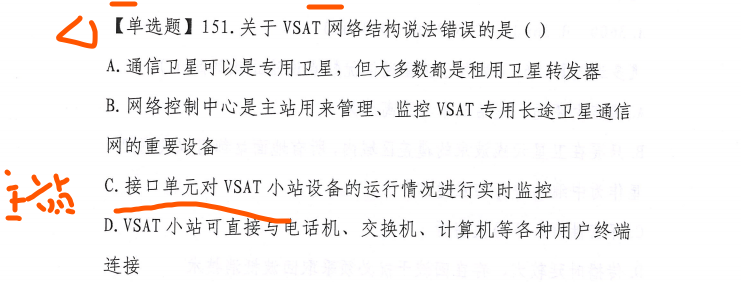 【单选题】151.关于 VSAT 网络结构说法错误的是（ ）
A.通信卫星可以是专用卫星，但大多数都是租用卫星转发器
B.网络控制中心是主站用来管理、监控 VSAT 专用长途卫星通信
网的重要设备
主站
C.接口单元对 VSAT 小站设备的运行情况进行实时监控
D.VSAT 小站可直接与电话机、交换机、计算机等各种用户终端
连接